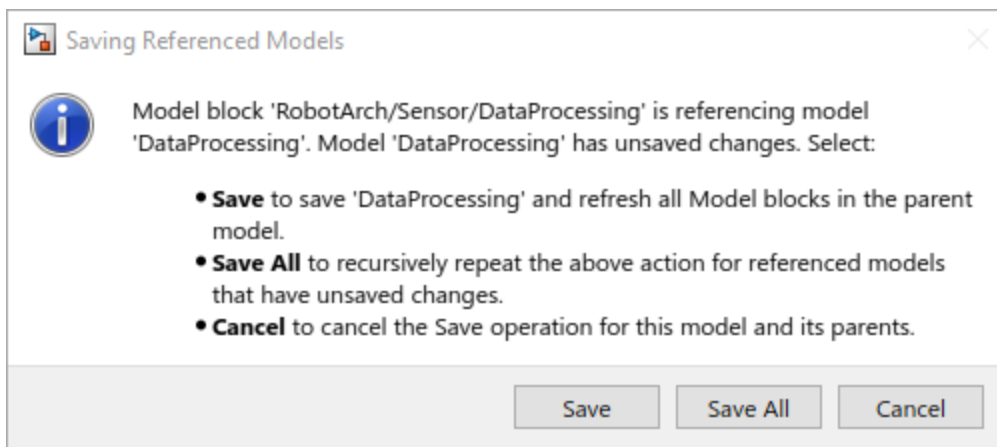 Saving Referenced Models
Model block 'RobotArch/Sensor/DataProcessing' is referencing model
'DataProcessing'. Model 'DataProcessing' has unsaved changes. Select:
• Save to save 'DataProcessing' and refresh all Model blocks in the parent
model.
• Save All to recursively repeat the above action for referenced models
that have unsaved changes.
• Cancel to cancel the Save operation for this model and its parents.
Save Save All Cancel